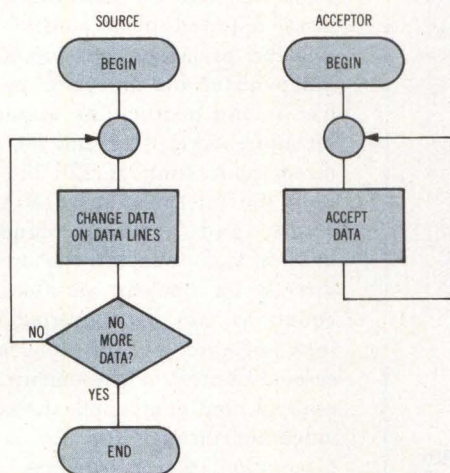 SOURCE
BEGIN
CHANGE DATA
ON DATA LINES
NO
MORE
DATA?
NO
YES
END
ACCEPTOR
BEGIN
ACCEPT
DATA